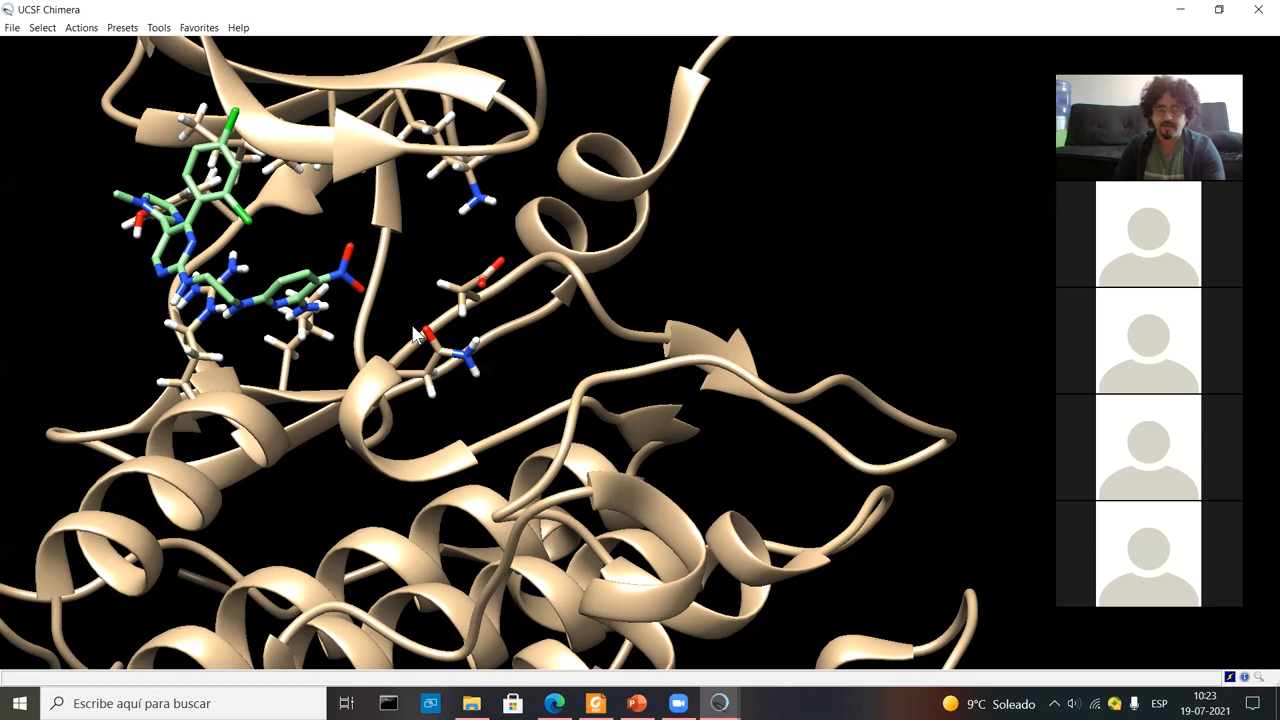 UCSF Chimera
File Select Actions Presets Tools Favorites Help
Escribe aquí para buscar
9°C Soleado
ESP
10:23
19-07-2021